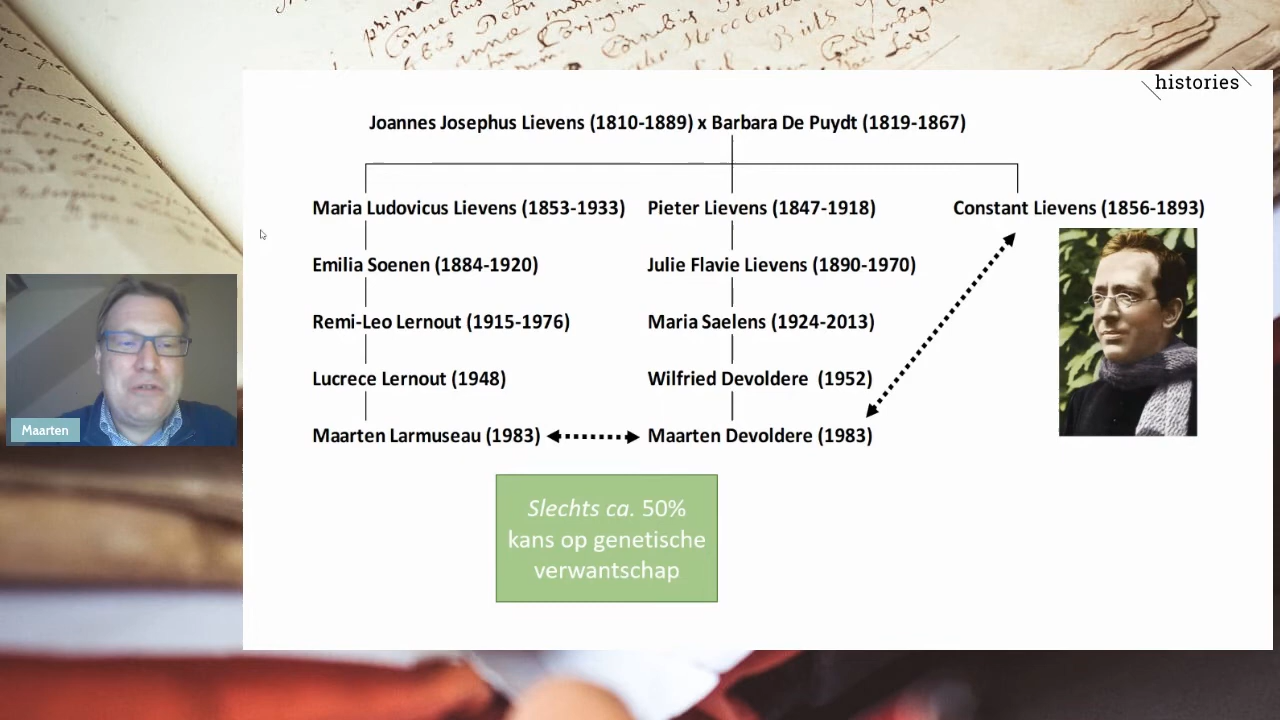 histories
Joannes Josephus Lievens (1810-1889) x Barbara De Puydt (1819-1867)
Maria Ludovicus Lievens (1853-1933)
Pieter Lievens (1847-1918)
Constant Lievens (1856-1893)
Emilia Soenen (1884-1920)
Julie Flavie Lievens (1890-1970)
Remi-Leo Lernout (1915-1976)
Maria Saelens (1924-2013)
Lucrece Lernout (1948)
Wilfried Devoldere (1952)
Maarten Larmuseau (1983)
Maarten Devoldere (1983)
Maarten
Slechts ca. 50%
kans op genetische
verwantschap